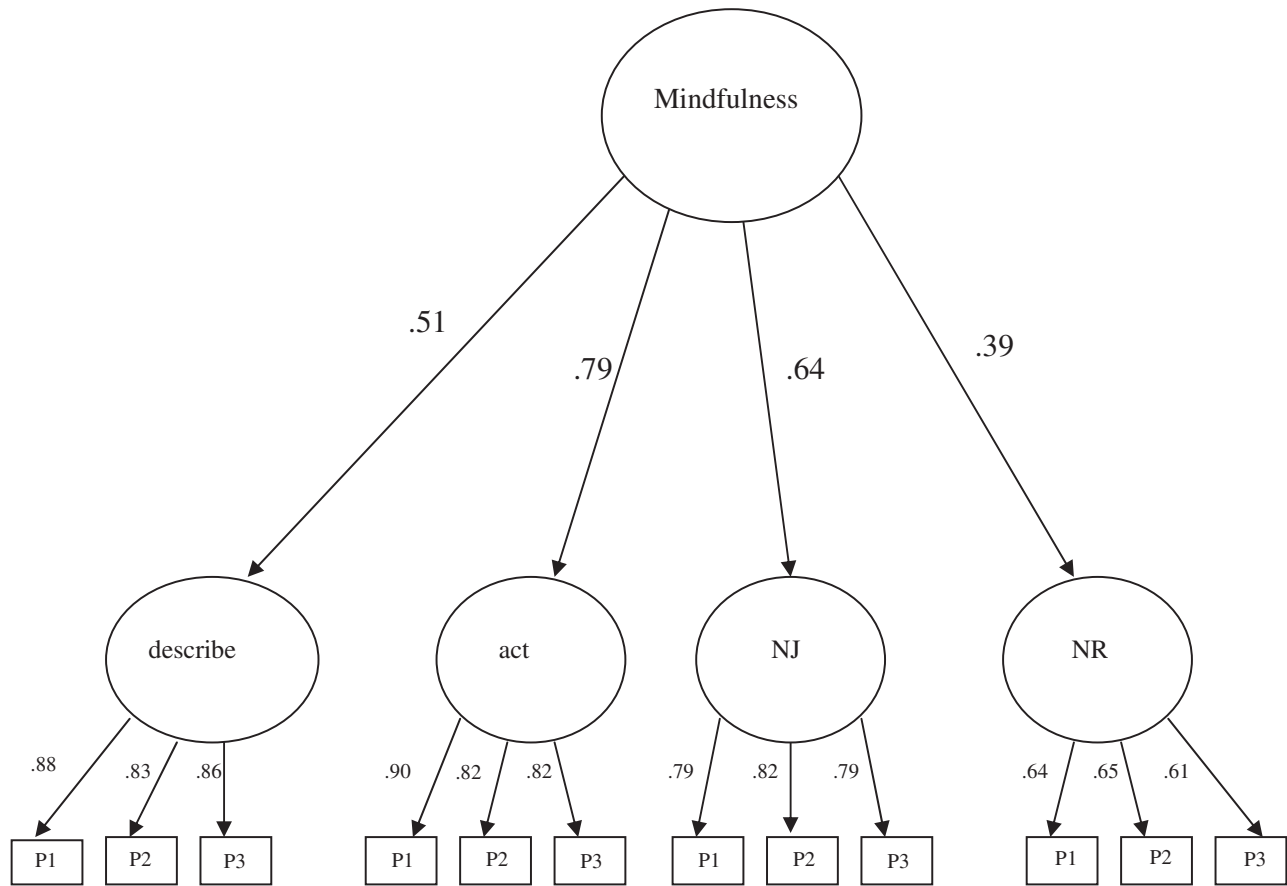 Mindfulness
.51
.79
.64
.39
describe
act
NJ
NR
.88
.83
.86
.90
.82
.82
.79
.82
.79
.64
.65
.61
P1
P2
P3
P1
P2
P3
P1
P2
P3
P1
P2
P3